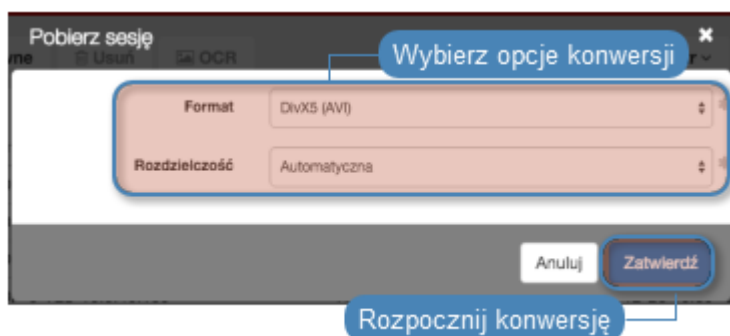 Pobierz sesję
Usuń OCR
Wybierz opcje konwersji
Format DivX5 (AVI)
Rozdzielczość Automatyczna
Anuluj Zatwierdź
Rozpocznij konwersję